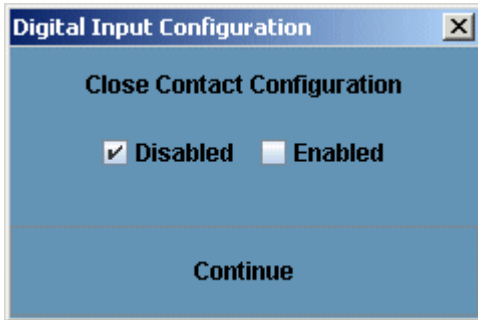 Digital Input Configuration
Close Contact Configuration
Disabled Enabled
Continue